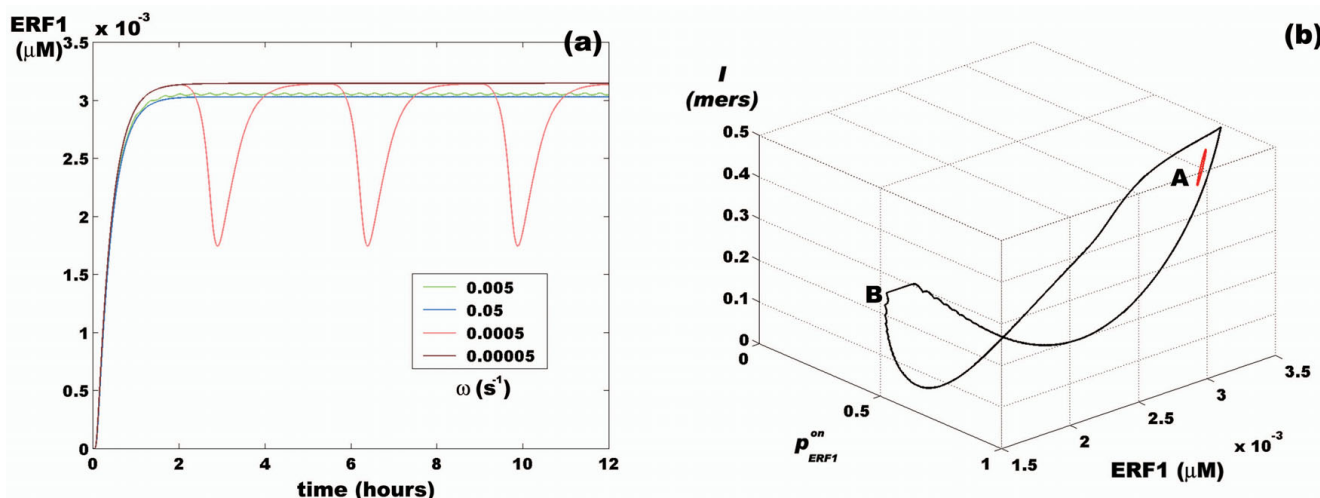 ERF1
(μM)
x 10⁻³
(a)
3.5
3
2.5
2
1.5
1
0.5
0
0.005
0.05
0.0005
0.00005
ω (s⁻¹)
0 2 4 6 8 10 12
time (hours)
(b)
I
(mers)
0.5
0.4
0.3
0.2
0.1
0
A
B
0
0.5
1
p on ERF1
1.5
2
2.5
3
3.5
x 10⁻³
ERF1 (μM)